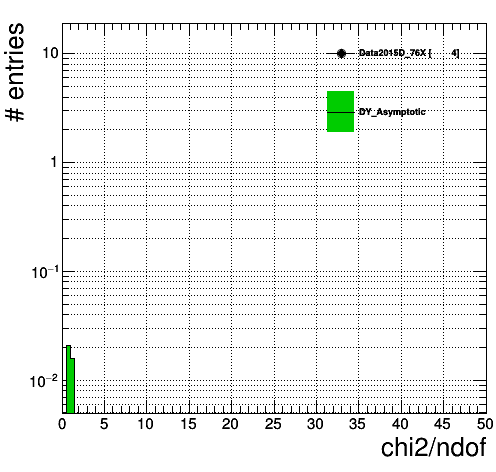 # entries
10
1
10⁻¹
10⁻²
Data2015D_76X [ 4]
DY_Asymptotic
0 5 10 15 20 25 30 35 40 45 50
chi2/ndof